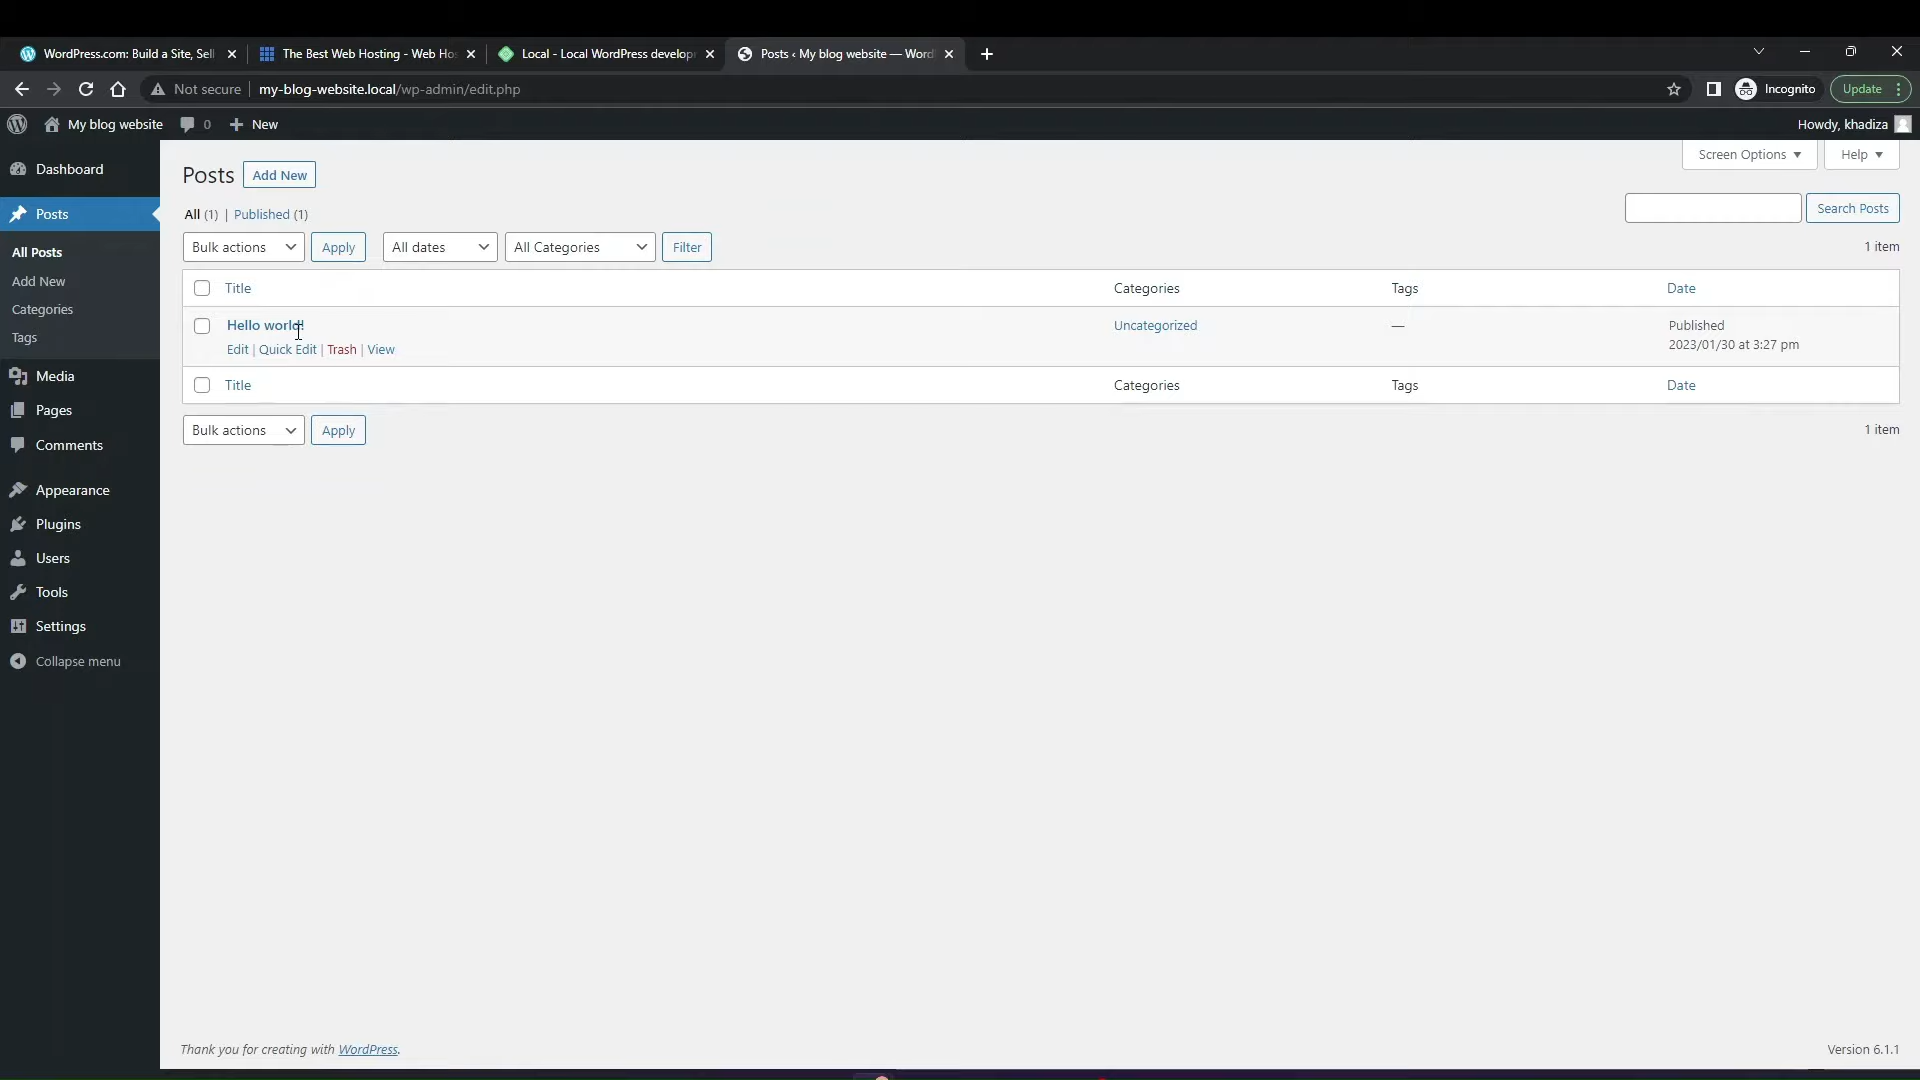 WordPress.com: Build a Site, Sell
The Best Web Hosting - Web Hos
Local - Local WordPress develop
Posts ‹ My blog website — Word
Not secure
my-blog-website.local/wp-admin/edit.php
Incognito
Update
My blog website
0
New
Howdy, khadiza
Dashboard
Posts
All Posts
Add New
Categories
Tags
Media
Pages
Comments
Appearance
Plugins
Users
Tools
Settings
Collapse menu
Screen Options
Help
Posts
Add New
All (1) | Published (1)
Search Posts
Bulk actions
Apply
All dates
All Categories
Filter
1 item
Title
Categories
Tags
Date
Hello world!
Uncategorized
—
Published
2023/01/30 at 3:27 pm
Edit | Quick Edit | Trash | View
Title
Categories
Tags
Date
Bulk actions
Apply
1 item
Thank you for creating with WordPress.
Version 6.1.1